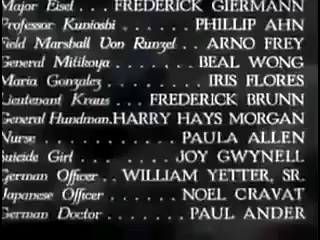 Major Eisel . . . FREDERICK GIERMANN
Professor Kunioshi . . . . . . PHILLIP AHN
Field Marshall Von Runzel . . ARNO FREY
General Mitikoya . . . . . BEAL WONG
Maria Gonzalez . . . . . IRIS FLORES
Lieutenant Kraus . . . FREDERICK BRUNN
General Hundman.HARRY HAYS MORGAN
Nurse . . . . . . . . . PAULA ALLEN
Suicide Girl . . . . . JOY GWYNELL
German Officer . . WILLIAM YETTER, SR.
Japanese Officer . . . . . NOEL CRAVAT
German Doctor . . . . . . PAUL ANDER